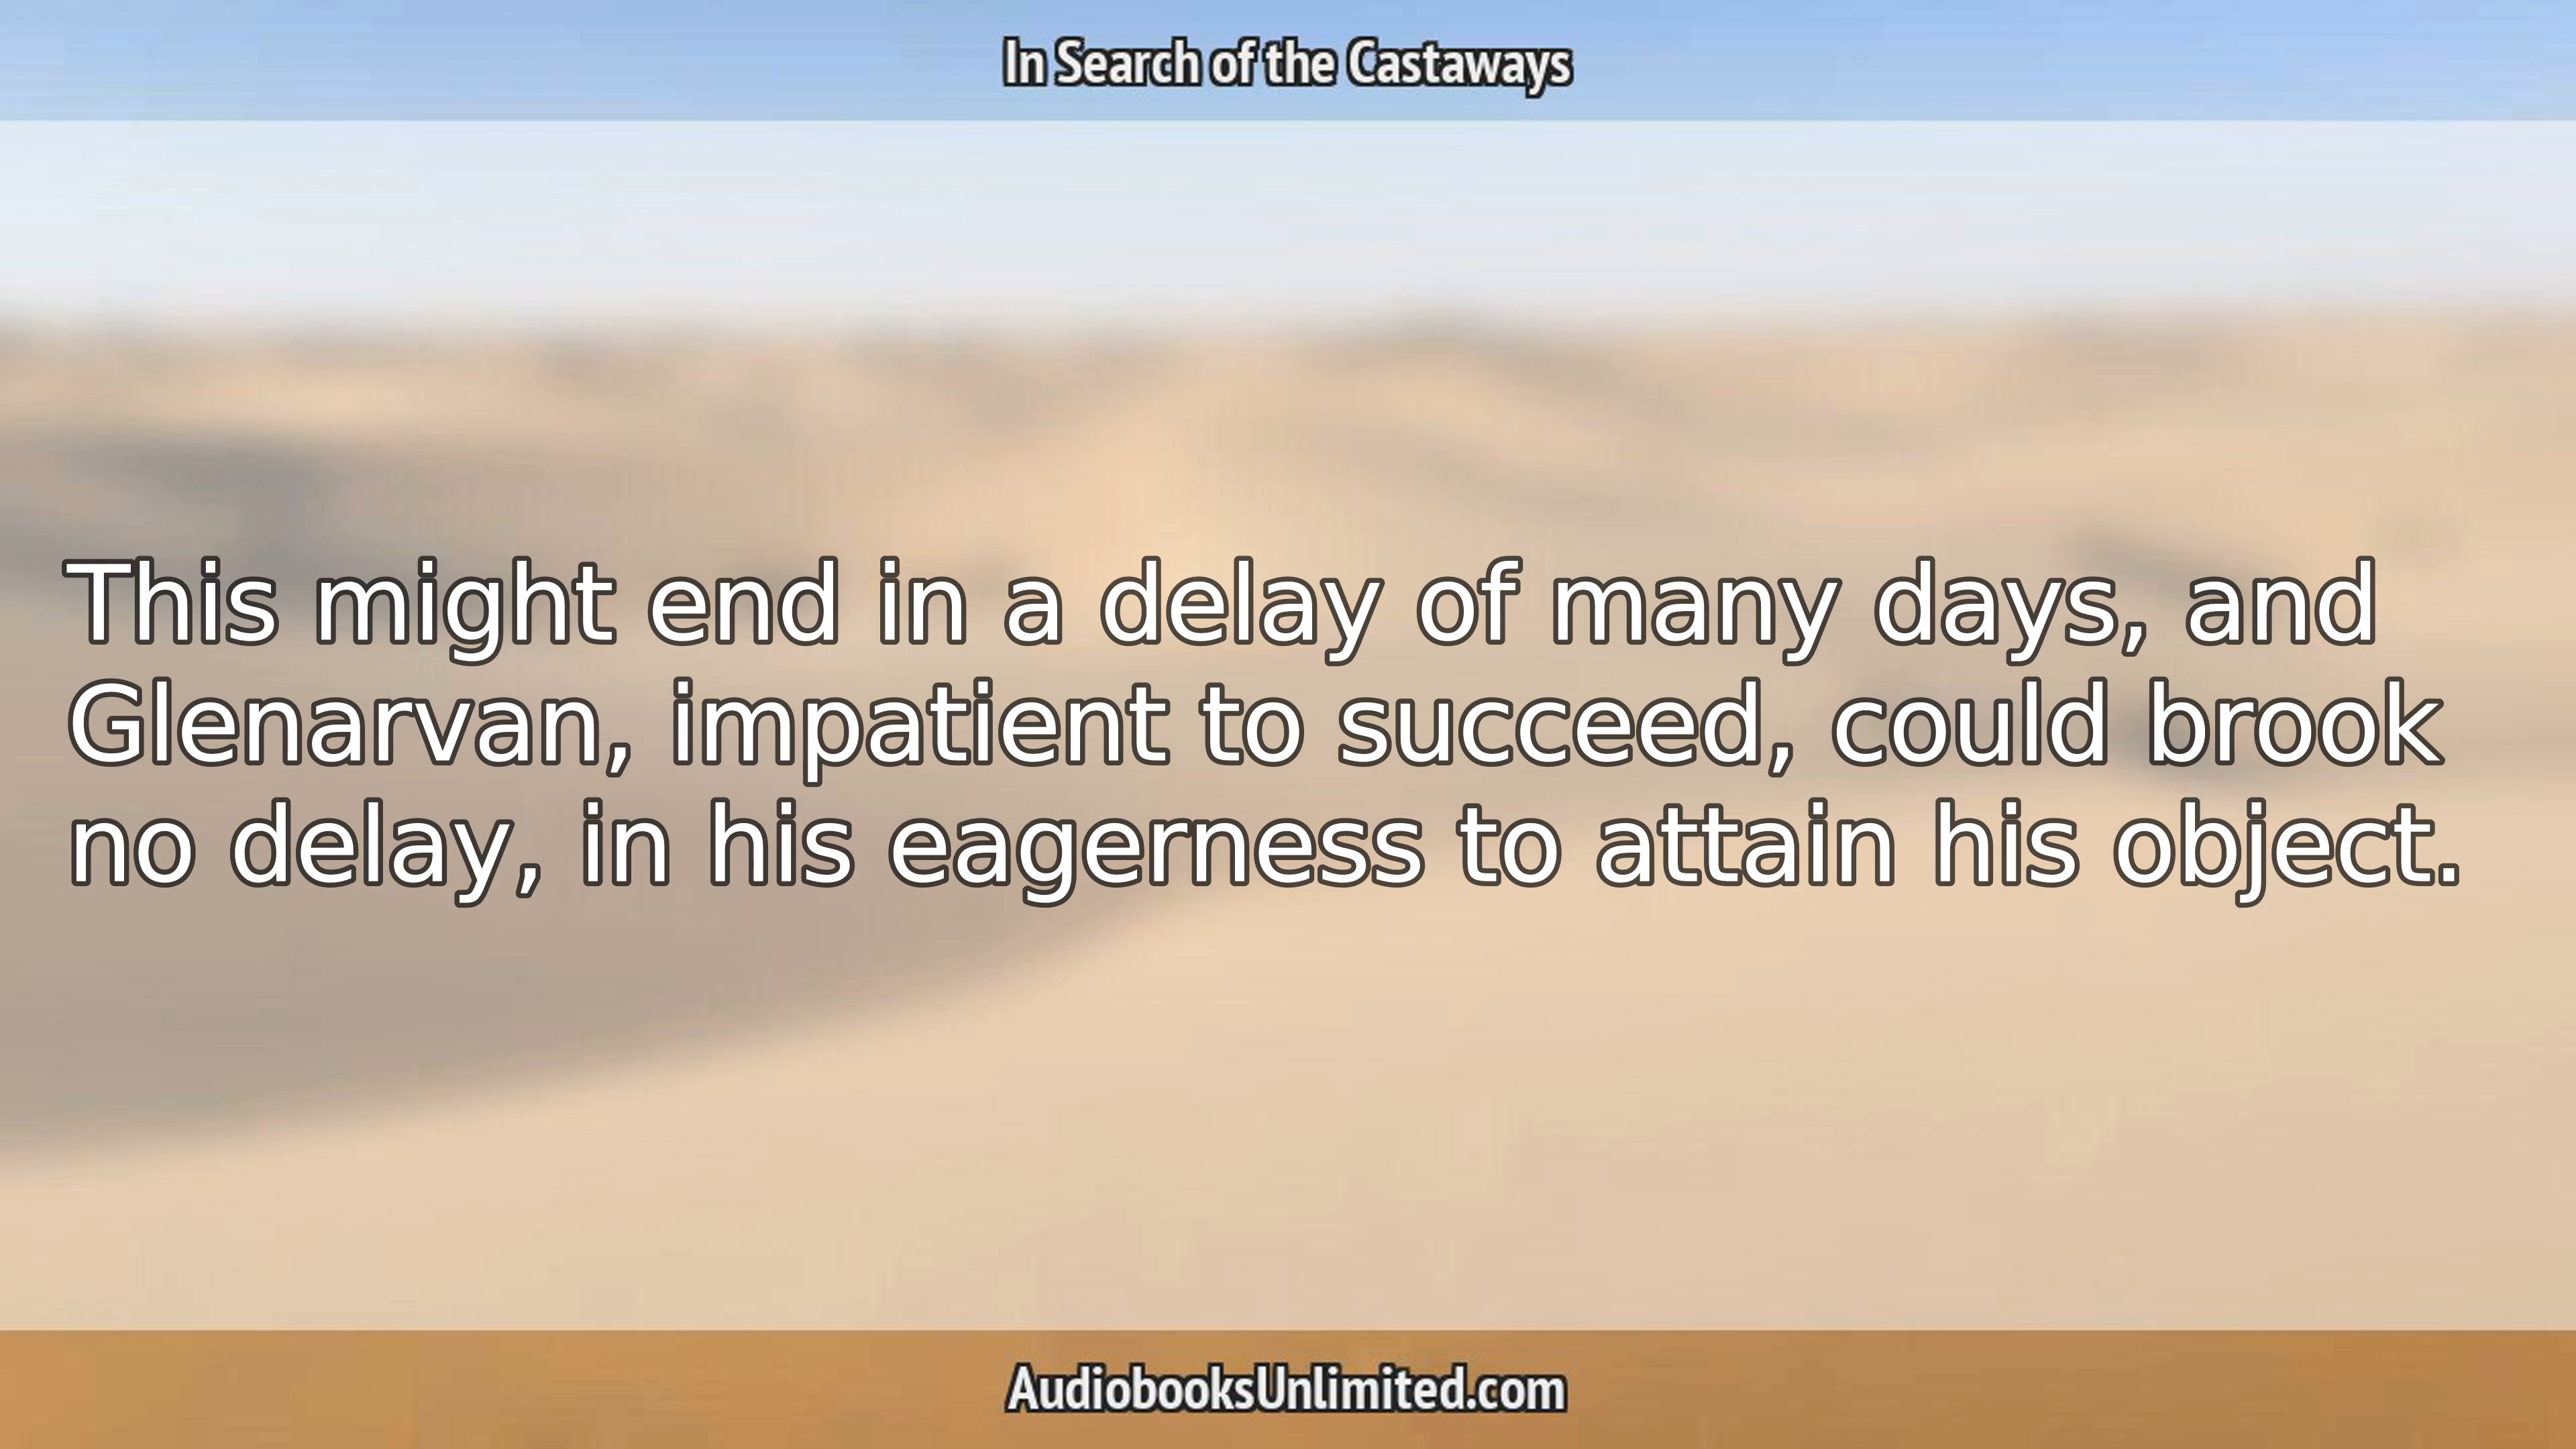 In Search of the Castaways
This might end in a delay of many days, and
Glenarvan, impatient to succeed, could brook
no delay, in his eagerness to attain his object.
AudiobooksUnlimited.com